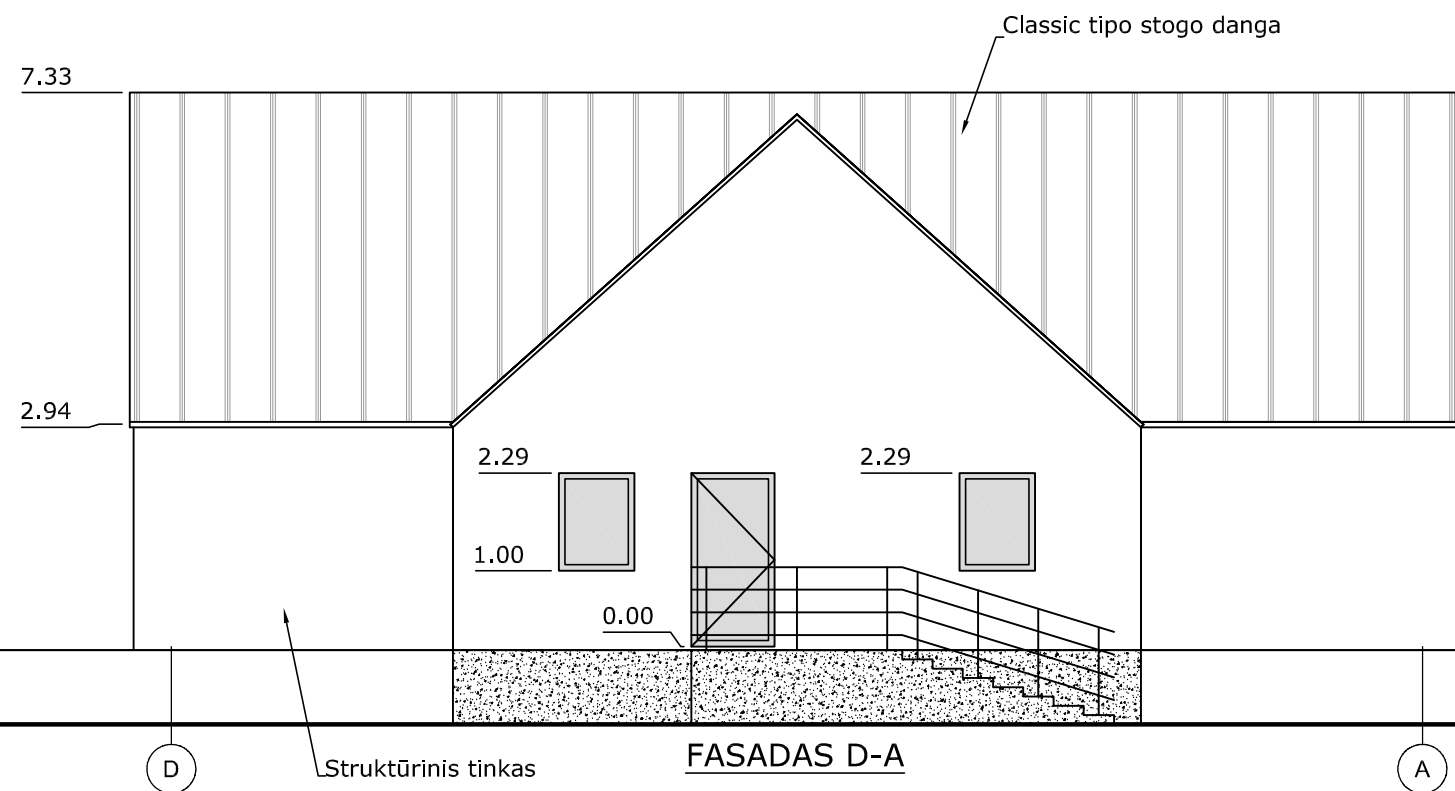 Classic tipo stogo danga
7.33
2.94
2.29
2.29
1.00
0.00
FASADAS D-A
D
Struktūrinis tinkas
A